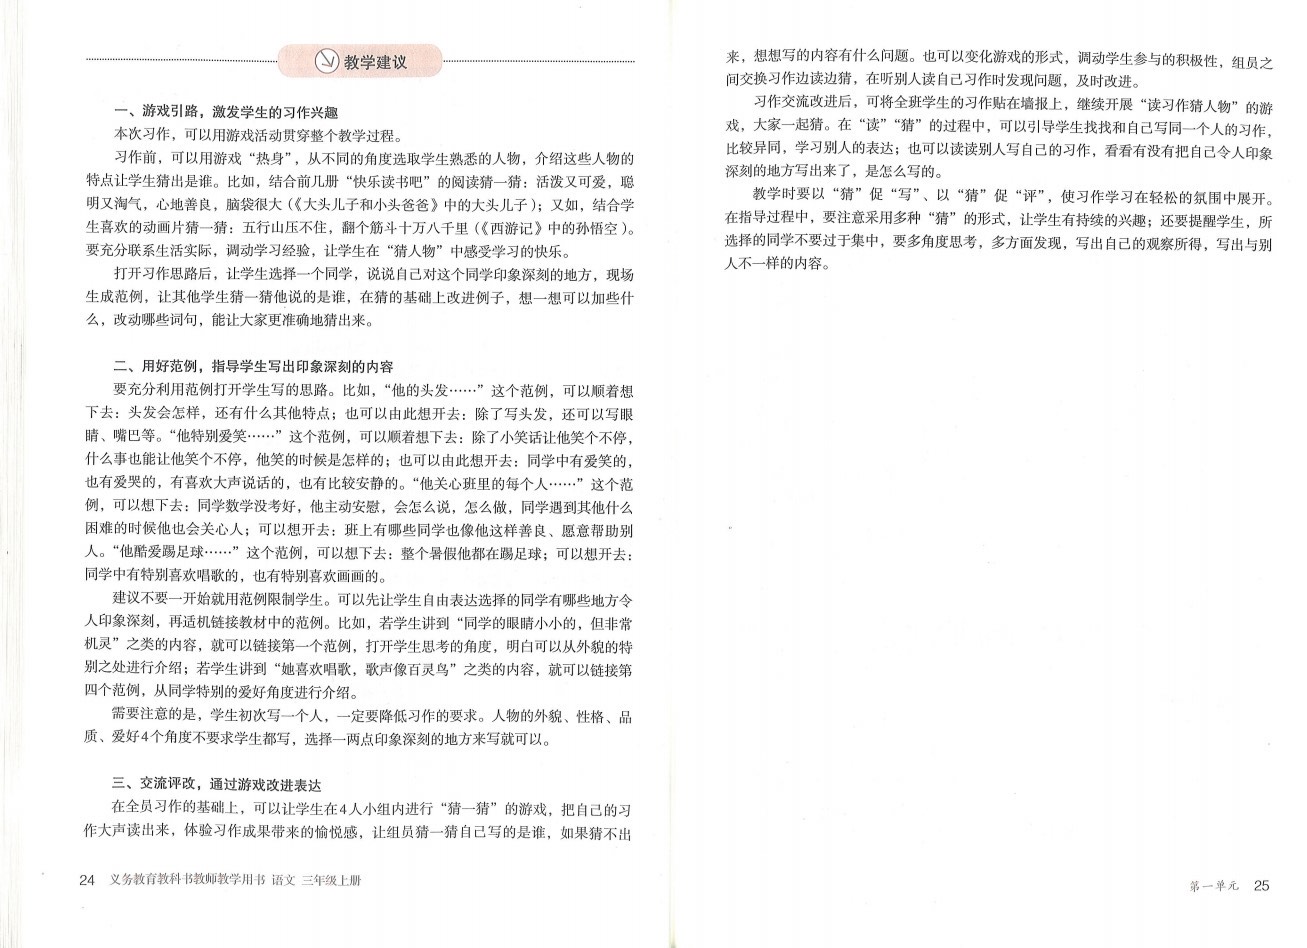 教学建议
一、游戏引路，激发学生的习作兴趣
本次习作，可以用游戏活动贯穿整个教学过程。
习作前，可以用游戏“热身”，从不同的角度选取学生熟悉的人物，介绍这些人物的
特点让学生猜出是谁。比如，结合前几册“快乐读书吧”的阅读猜一猜：活泼又可爱，聪
明又淘气，心地善良，脑袋很大（《大头儿子和小头爸爸》中的大头儿子）；又如，结合学
生喜欢的动画片猜一猜：五行山压不住，翻个筋斗十万八千里（《西游记》中的孙悟空）。
要充分联系生活实际，调动学习经验，让学生在“猜人物”中感受学习的快乐。
打开习作思路后，让学生选择一个同学，说说自己对这个同学印象深刻的地方，现场
生成范例，让其他学生猜一猜他说的是谁，在猜的基础上改进例子，想一想可以加些什
么，改动哪些词句，能让大家更准确地猜出来。
二、用好范例，指导学生写出印象深刻的内容
要充分利用范例打开学生写的思路。比如，“他的头发……”这个范例，可以顺着想
下去：头发会怎样，还有什么其他特点；也可以由此想开去：除了写头发，还可以写眼
睛、嘴巴等。“他特别爱笑……”这个范例，可以顺着想下去：除了小笑话让他笑个不停，
什么事也能让他笑个不停，他笑的时候是怎样的；也可以由此想开去：同学中有爱笑的，
也有爱哭的，有喜欢大声说话的，也有比较安静的。“他关心班里的每个人……”这个范
例，可以想下去：同学数学没考好，他主动安慰，会怎么说，怎么做，同学遇到其他什么
困难的时候他也会关心人；可以想开去：班上有哪些同学也像他这样善良、愿意帮助别
人。“他酷爱踢足球……”这个范例，可以想下去：整个暑假他都在踢足球；可以想开去：
同学中有特别喜欢唱歌的，也有特别喜欢画画的。
建议不要一开始就用范例限制学生。可以先让学生自由表达选择的同学有哪些地方令
人印象深刻，再适机链接教材中的范例。比如，若学生讲到“同学的眼睛小小的，但非常
机灵”之类的内容，就可以链接第一个范例，打开学生思考的角度，明白可以从外貌的特
别之处进行介绍；若学生讲到“她喜欢唱歌，歌声像百灵鸟”之类的内容，就可以链接第
四个范例，从同学特别的爱好角度进行介绍。
需要注意的是，学生初次写一个人，一定要降低习作的要求。人物的外貌、性格、品
质、爱好4个角度不要求学生都写，选择一两点印象深刻的地方来写就可以。
三、交流评改，通过游戏改进表达
在全员习作的基础上，可以让学生在4人小组内进行“猜一猜”的游戏，把自己的习
作大声读出来，体验习作成果带来的愉悦感，让组员猜一猜自己写的是谁，如果猜不出
24 义务教育教科书教师教学用书 语文 三年级上册
来，想想写的内容有什么问题。也可以变化游戏的形式，调动学生参与的积极性，组员之
间交换习作边读边猜，在听别人读自己习作时发现问题，及时改进。
习作交流改进后，可将全班学生的习作贴在墙报上，继续开展“读习作猜人物”的游
戏，大家一起猜。在“读”“猜”的过程中，可以引导学生找找和自己写同一个人的习作，
比较异同，学习别人的表达；也可以读读别人写自己的习作，看看有没有把自己令人印象
深刻的地方写出来了，是怎么写的。
教学时要以“猜”促“写”、以“猜”促“评”，使习作学习在轻松的氛围中展开。
在指导过程中，要注意采用多种“猜”的形式，让学生有持续的兴趣；还要提醒学生，所
选择的同学不要过于集中，要多角度思考，多方面发现，写出自己的观察所得，写出与别
人不一样的内容。
第一单元 25